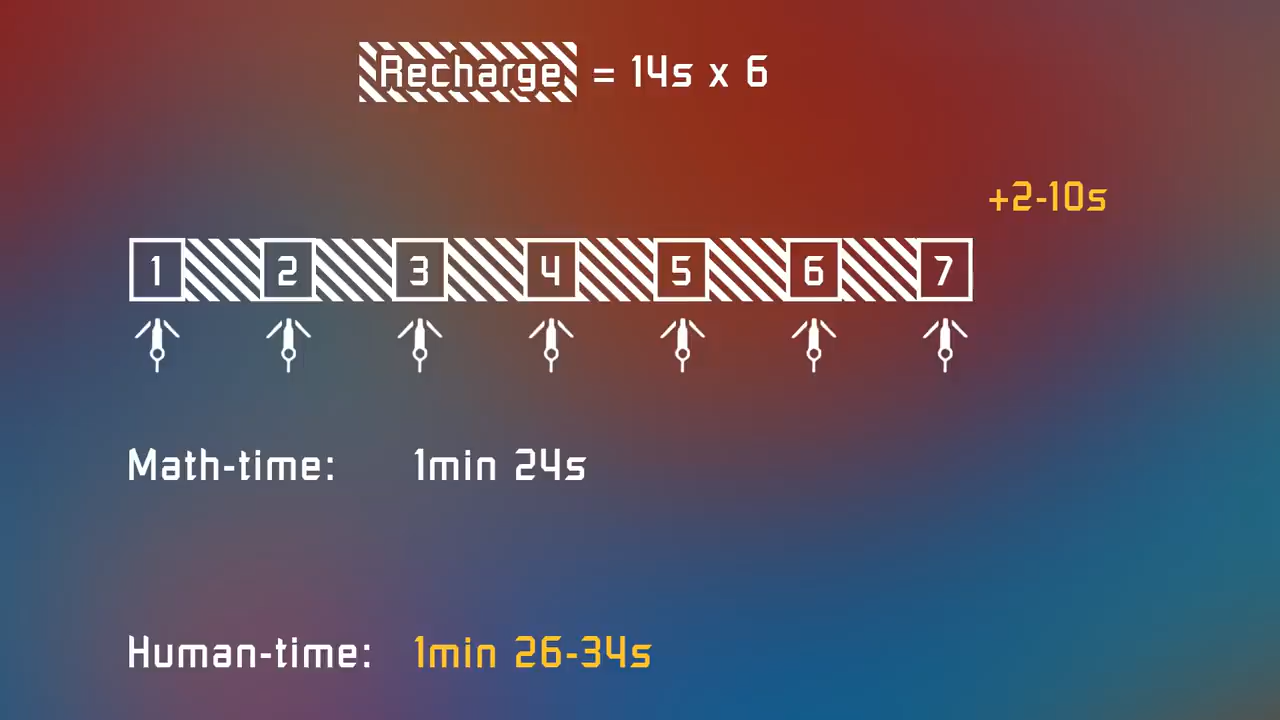 Recharge = 14s x 6
+2-10s
1 2 3 4 5 6 7
Math-time: 1min 24s
Human-time: 1min 26-34s